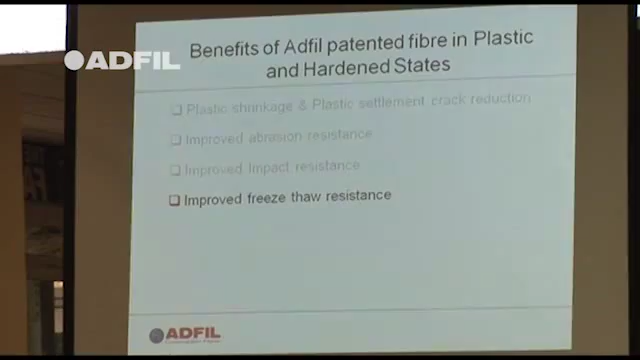 ADFIL
Benefits of Adfil patented fibre in Plastic
and Hardened States
Plastic shrinkage & Plastic settlement crack reduction
Improved abrasion resistance
Improved Impact resistance
Improved freeze thaw resistance
ADFIL